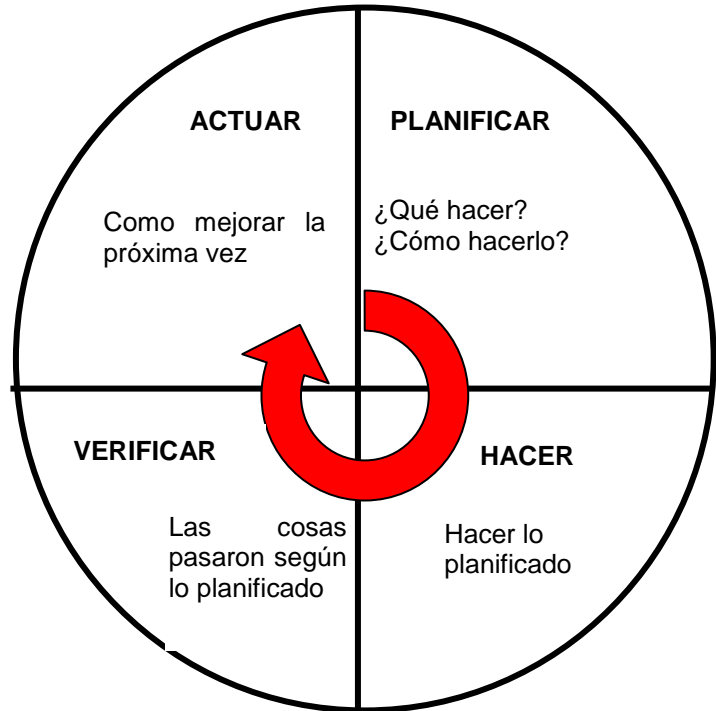 ACTUAR
Como mejorar la
próxima vez
PLANIFICAR
¿Qué hacer?
¿Cómo hacerlo?
VERIFICAR
Las cosas
pasaron según
lo planificado
HACER
Hacer lo
planificado